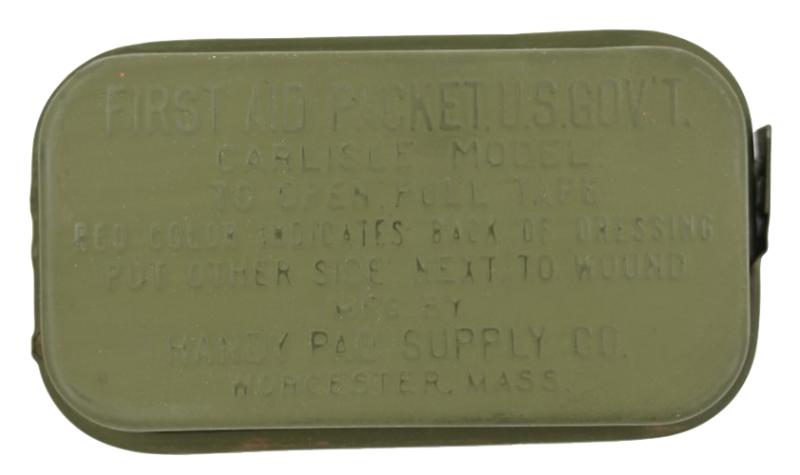 FIRST AID PACKET, U.S. GOV'T.
CARLISLE MODEL
TO OPEN PULL TAPE
RED COLOR INDICATES BACK OF DRESSING
PUT OTHER SIDE NEXT TO WOUND
MFG BY
HANDY PAD SUPPLY CO.
WORCESTER, MASS.